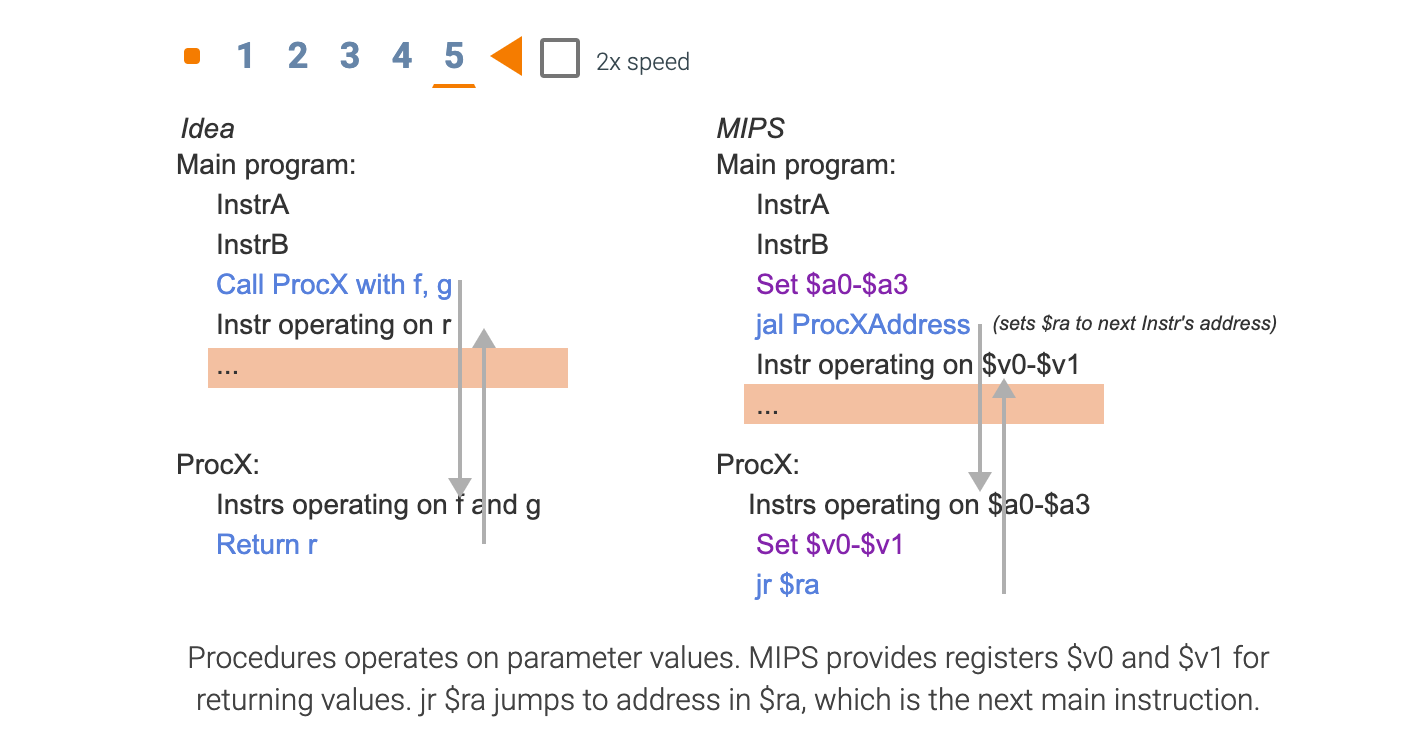 1 2 3 4 5 2x speed
Idea
Main program:
InstrA
InstrB
Call ProcX with f, g
Instr operating on r
...
ProcX:
Instrs operating on f and g
Return r
MIPS
Main program:
InstrA
InstrB
Set $a0-$a3
jal ProcXAddress (sets $ra to next Instr's address)
Instr operating on $v0-$v1
...
ProcX:
Instrs operating on $a0-$a3
Set $v0-$v1
jr $ra
Procedures operates on parameter values. MIPS provides registers $v0 and $v1 for
returning values. jr $ra jumps to address in $ra, which is the next main instruction.